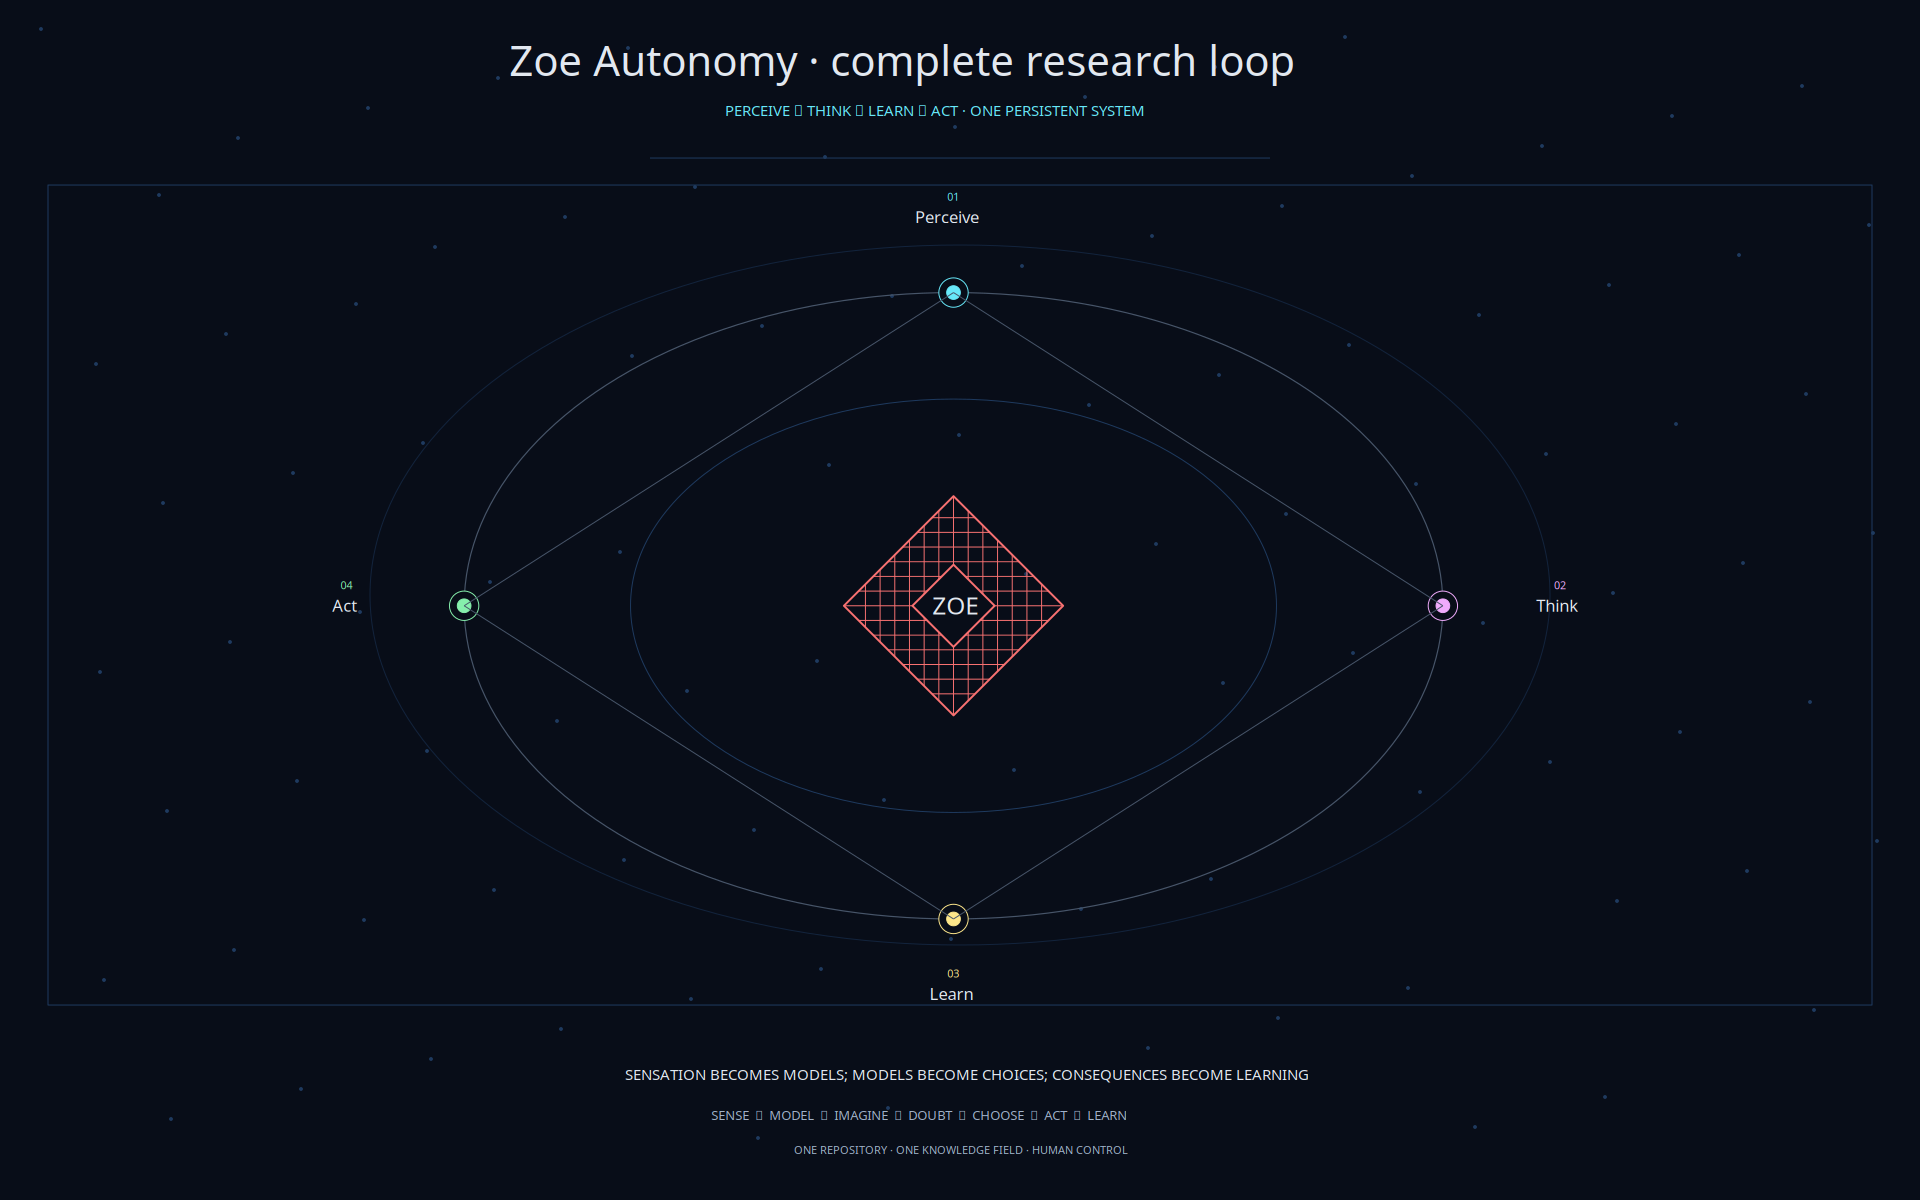 Zoe Autonomy · complete research loop
PERCEIVE ▯ THINK ▯ LEARN ▯ ACT · ONE PERSISTENT SYSTEM
01
Perceive
04
Act
ZOE
02
Think
03
Learn
SENSATION BECOMES MODELS; MODELS BECOME CHOICES; CONSEQUENCES BECOME LEARNING
SENSE ▯ MODEL ▯ IMAGINE ▯ DOUBT ▯ CHOOSE ▯ ACT ▯ LEARN
ONE REPOSITORY · ONE KNOWLEDGE FIELD · HUMAN CONTROL